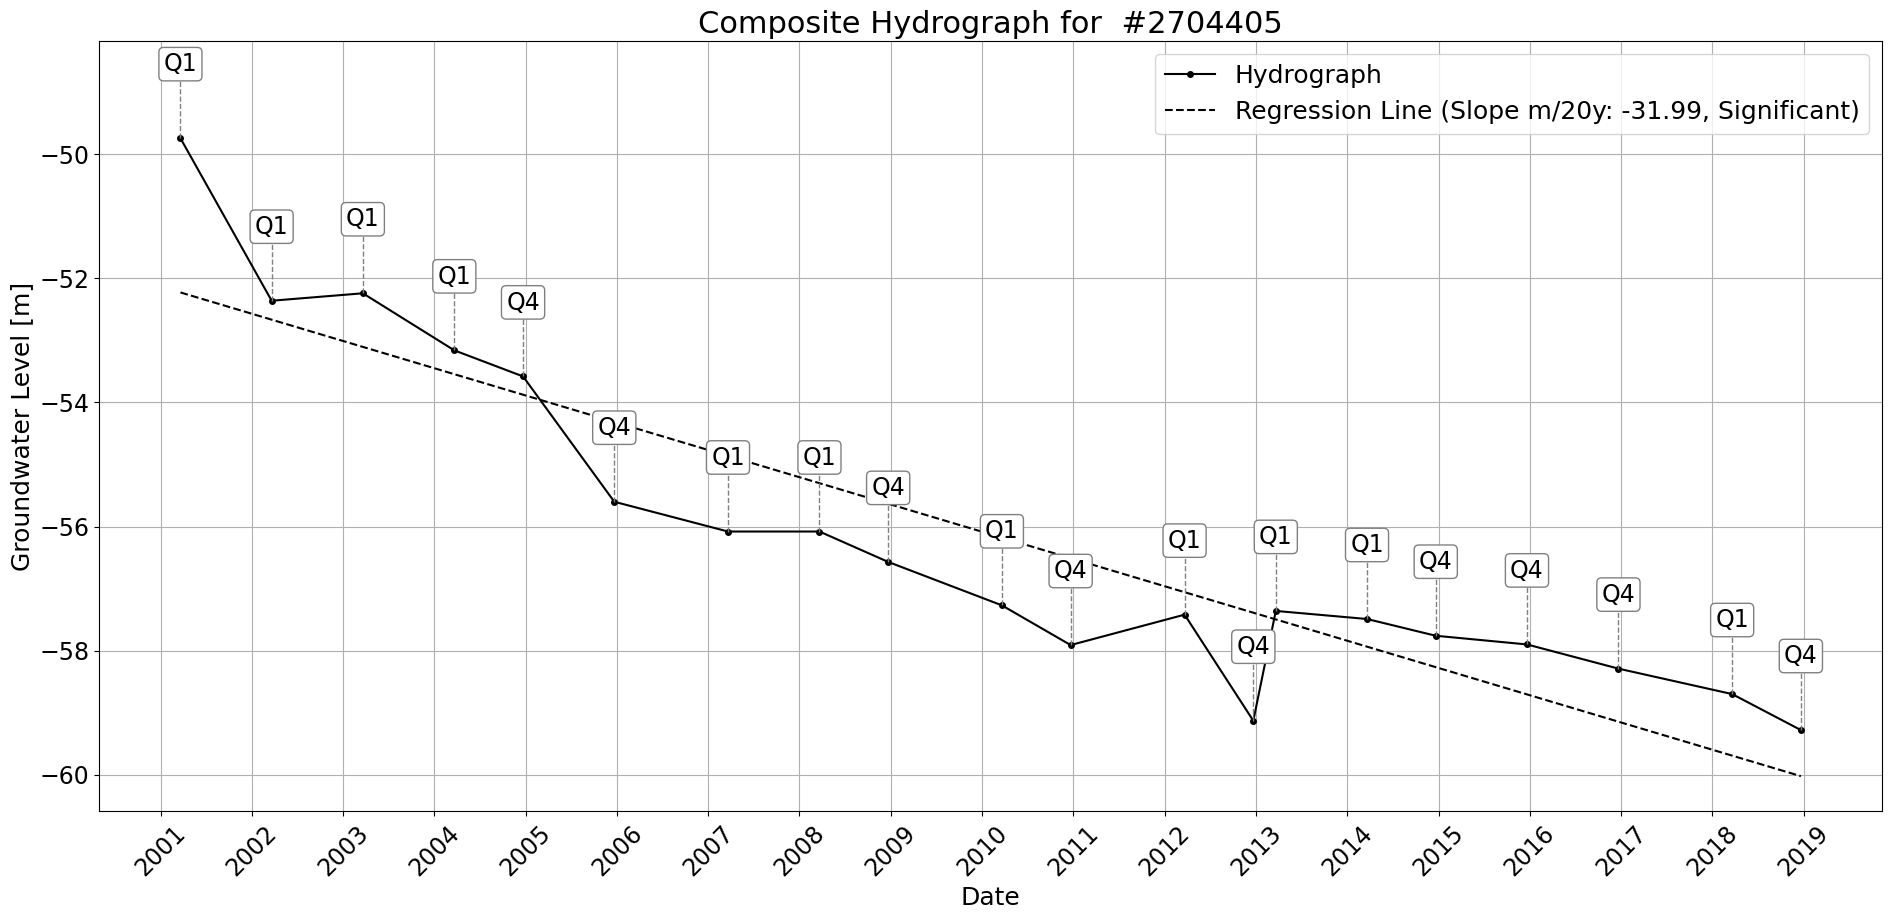 Composite Hydrograph for  #2704405
Hydrograph
Regression Line (Slope m/20y: -31.99, Significant)
Q1
Q1
Q1
Q1
Q4
Q4
Q1
Q1
Q4
Q1
Q4
Q1
Q4
Q1
Q1
Q4
Q4
Q4
Q1
Q4
Groundwater Level [m]
−50
−52
−54
−56
−58
−60
2001
2002
2003
2004
2005
2006
2007
2008
2009
2010
2011
2012
2013
2014
2015
2016
2017
2018
2019
Date